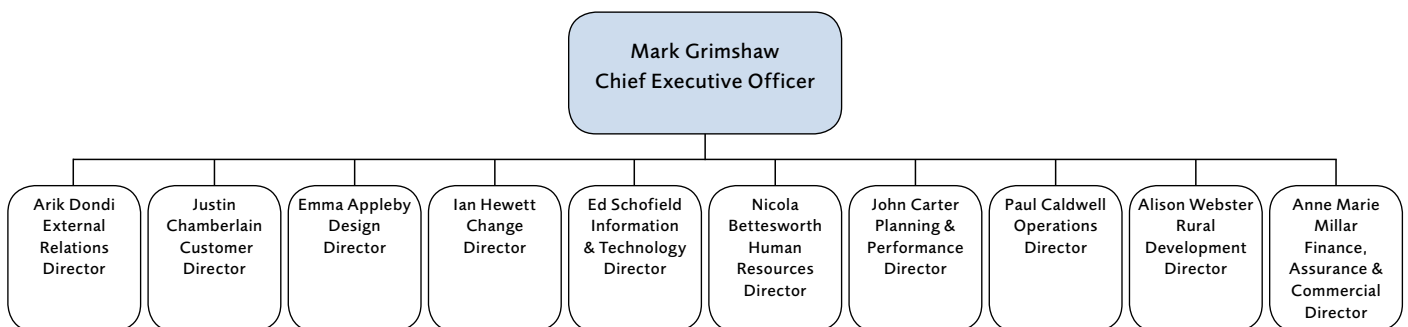 Mark Grimshaw
Chief Executive Officer
Arik Dondi
External
Relations
Director
Justin
Chamberlain
Customer
Director
Emma Appleby
Design
Director
Ian Hewett
Change
Director
Ed Schofield
Information
& Technology
Director
Nicola
Bettesworth
Human
Resources
Director
John Carter
Planning &
Performance
Director
Paul Caldwell
Operations
Director
Alison Webster
Rural
Development
Director
Anne Marie
Millar
Finance,
Assurance &
Commercial
Director